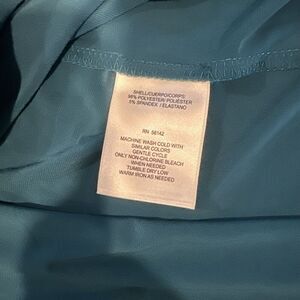 SHELL/CUERPO/CORPS:
95% POLYESTER/ POLIÉSTER
5% SPANDEX / ELASTANO
RN 56142
MACHINE WASH COLD WITH
SIMILAR COLORS
GENTLE CYCLE
ONLY NON-CHLORINE BLEACH
WHEN NEEDED
TUMBLE DRY LOW
WARM IRON AS NEEDED